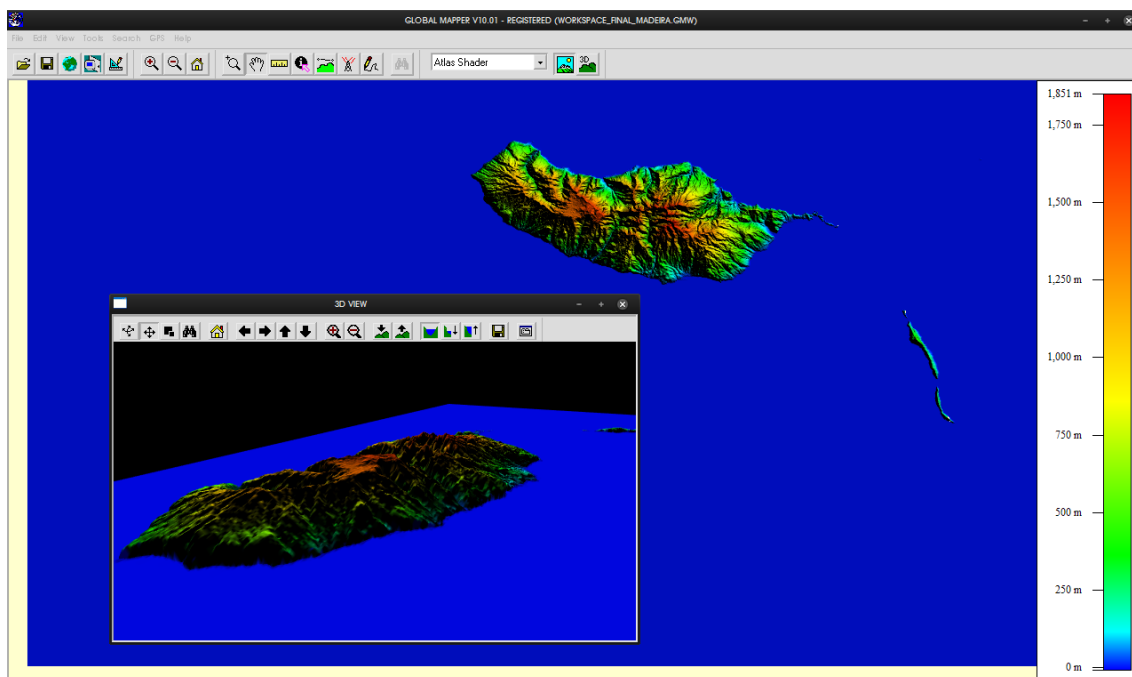 GLOBAL MAPPER V10.01 - REGISTERED (WORKSPACE_FINAL_MADEIRA.GMW)
File Edit View Tools Search GPS Help
Atlas Shader
3D
1,851 m
1,750 m
1,500 m
1,250 m
3D VIEW
1,000 m
750 m
500 m
250 m
0 m